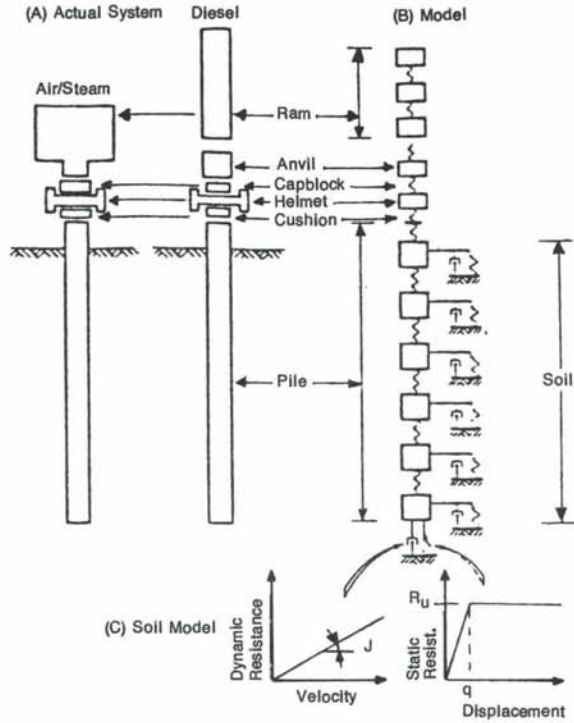 (A) Actual System
Diesel
(B) Model
Air/Steam
Ram
Anvil
Capblock
Helmet
Cushion
Pile
Soil
(C) Soil Model
Dynamic
Resistance
J
Velocity
Ru
Static
Resist.
q
Displacement